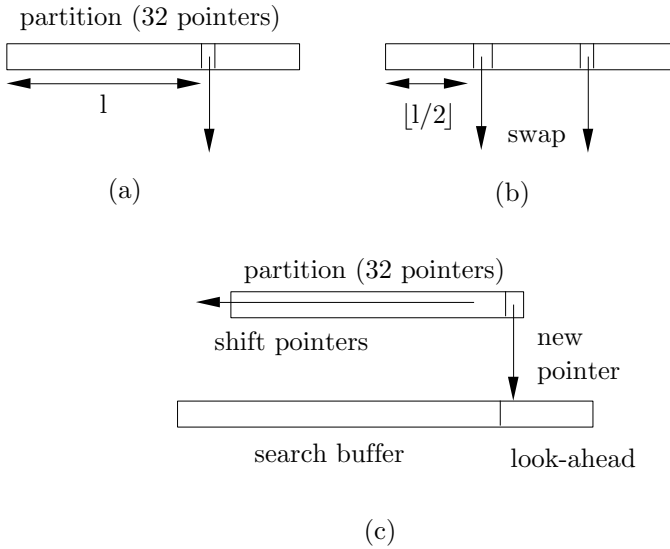 partition (32 pointers)
l
(a)
⌊l/2⌋
swap
(b)
partition (32 pointers)
shift pointers
new
pointer
search buffer
look-ahead
(c)